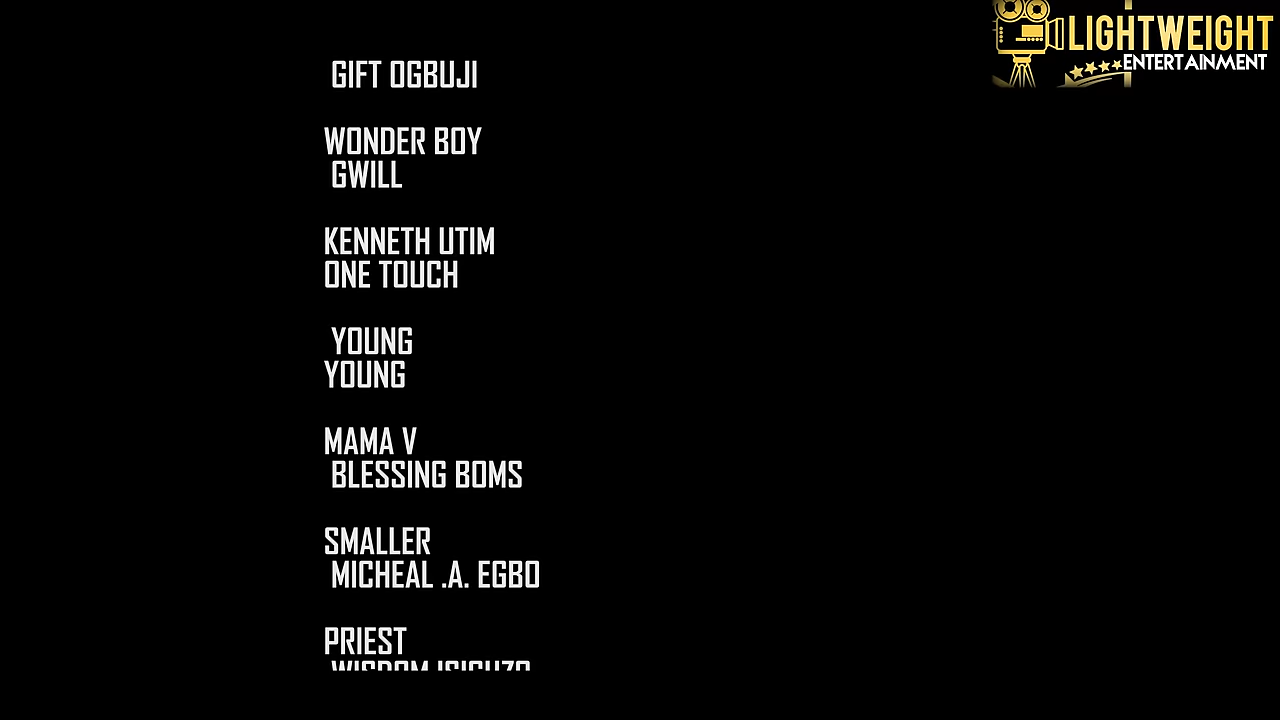 LIGHTWEIGHT
ENTERTAINMENT
GIFT OGBUJI
WONDER BOY
GWILL
KENNETH UTIM
ONE TOUCH
YOUNG
YOUNG
MAMA V
BLESSING BOMS
SMALLER
MICHEAL .A. EGBO
PRIEST
WISDOM